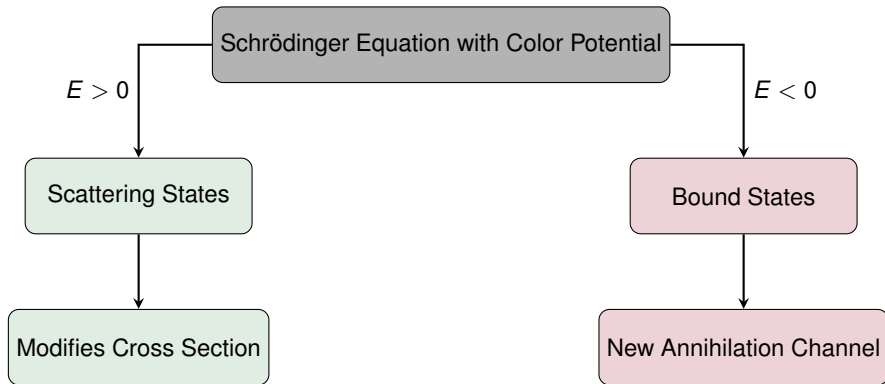 Schrödinger Equation with Color Potential
E > 0
E < 0
Scattering States
Bound States
Modifies Cross Section
New Annihilation Channel